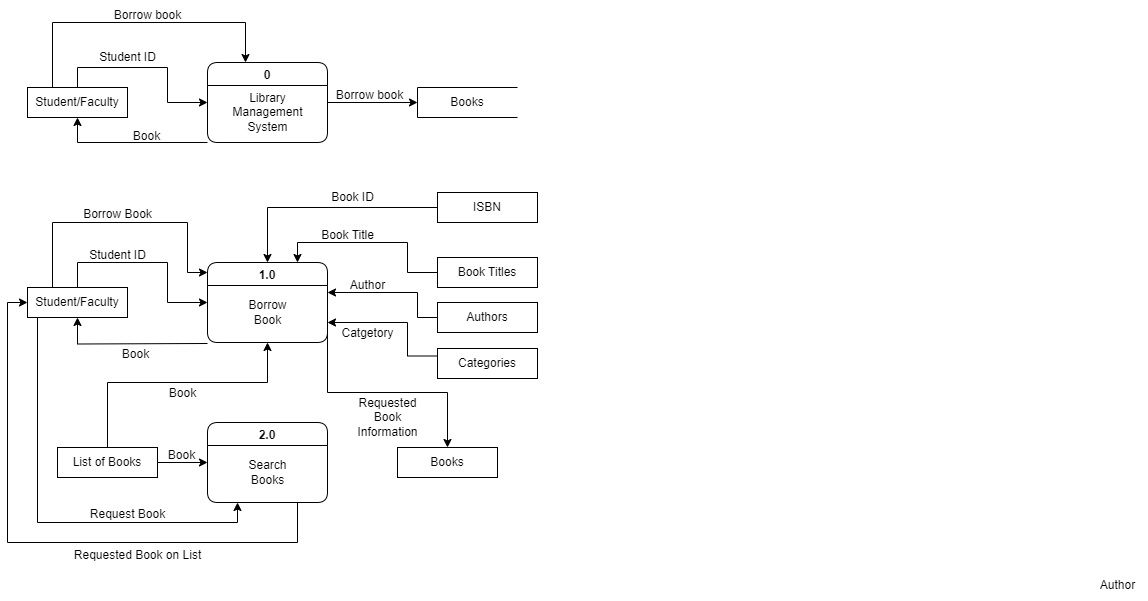 Borrow book
Student ID
0
Student/Faculty
Library
Management
System
Borrow book
Books
Book
Book ID
ISBN
Borrow Book
Book Title
Student ID
1.0
Book Titles
Author
Student/Faculty
Borrow
Book
Authors
Catgetory
Book
Categories
Book
Requested
Book
Information
2.0
List of Books
Book
Search
Books
Books
Request Book
Requested Book on List
Author